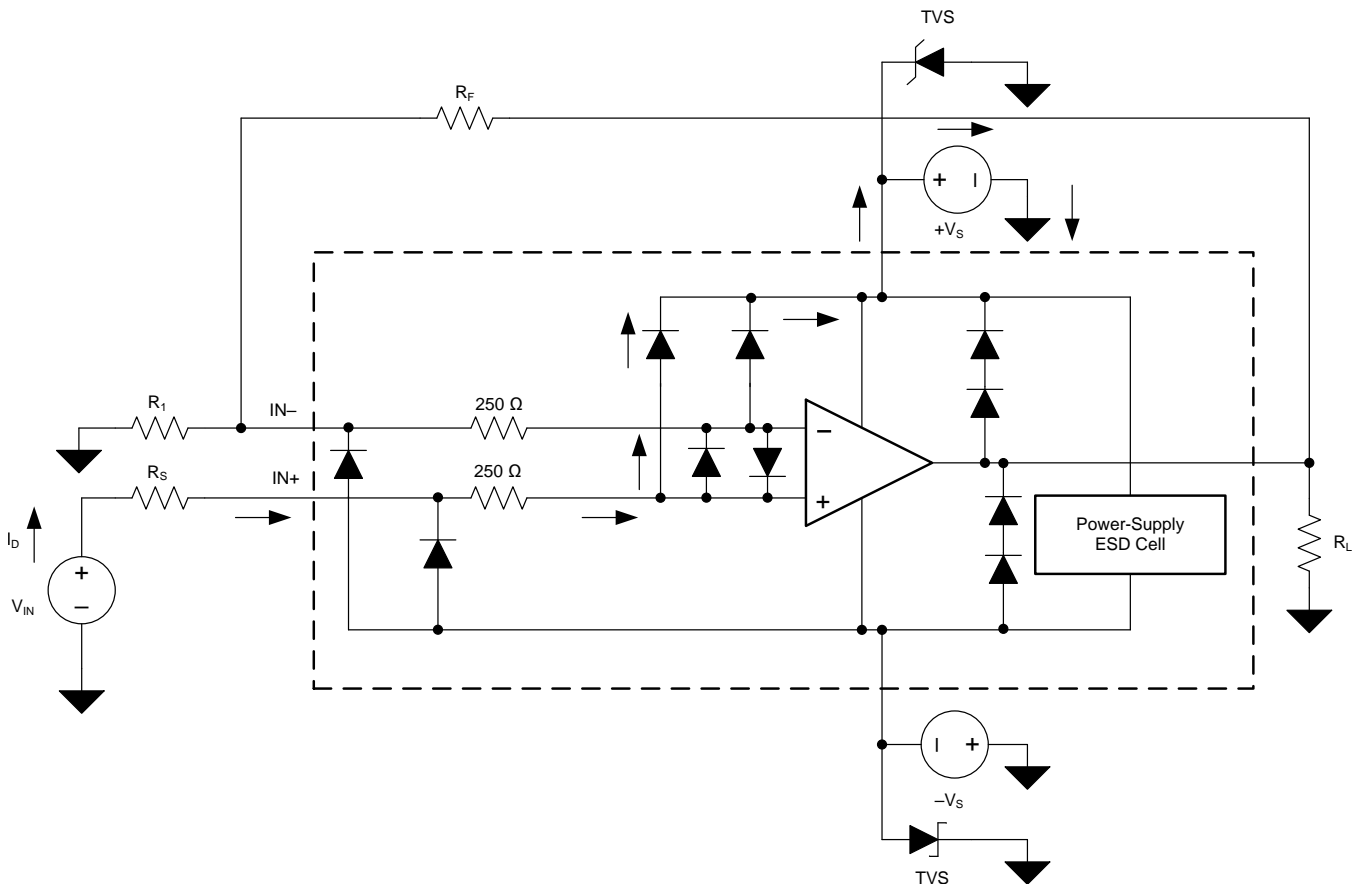 TVS
R_F
+ –
+V_S
R_1
IN–
250 Ω
R_S
IN+
250 Ω
–
+
I_D
+
–
V_IN
Power-Supply
ESD Cell
R_L
– +
–V_S
TVS